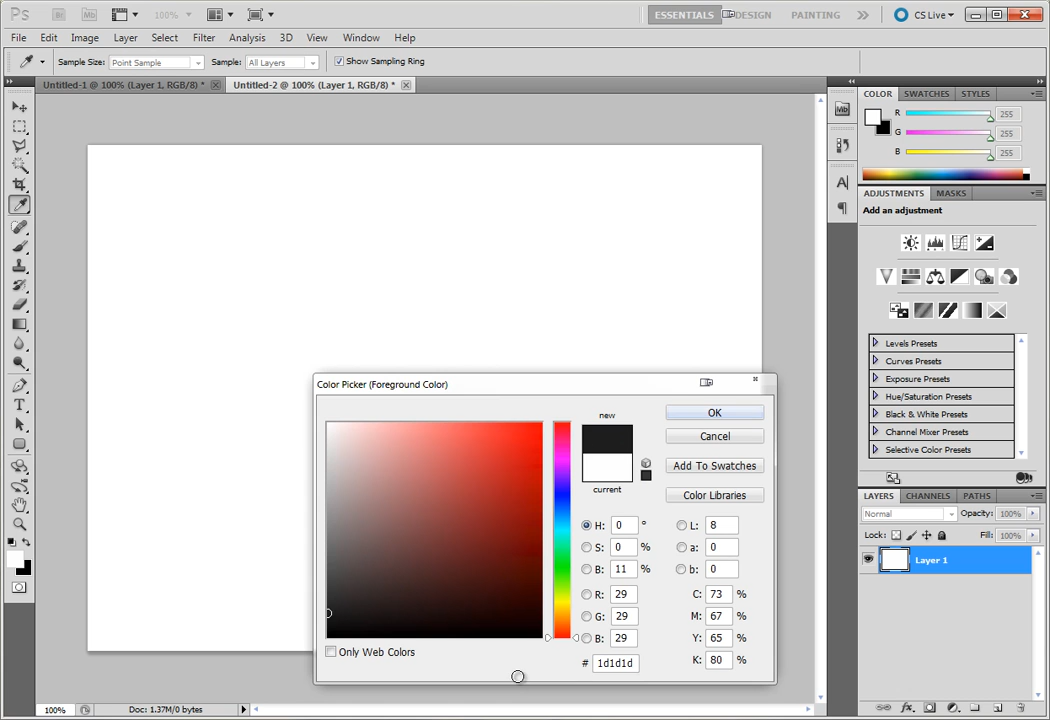 Ps Br Mb 100% ESSENTIALS DESIGN PAINTING CS Live
File Edit Image Layer Select Filter Analysis 3D View Window Help
Sample Size: Point Sample Sample: All Layers Show Sampling Ring
Untitled-1 @ 100% (Layer 1, RGB/8) * Untitled-2 @ 100% (Layer 1, RGB/8) *
COLOR SWATCHES STYLES
Mb
R 255
G 255
B 255
A
ADJUSTMENTS MASKS
Add an adjustment
Levels Presets
Curves Presets
Exposure Presets
Hue/Saturation Presets
Black & White Presets
Channel Mixer Presets
Selective Color Presets
LAYERS CHANNELS PATHS
Normal Opacity: 100%
Lock: Fill: 100%
Layer 1
T
Color Picker (Foreground Color)
new
current
OK
Cancel
Add To Swatches
Color Libraries
H: 0 ° L: 8
S: 0 % a: 0
B: 11 % b: 0
R: 29 C: 73 %
G: 29 M: 67 %
B: 29 Y: 65 %
# 1d1d1d K: 80 %
Only Web Colors
100% Doc: 1.37M/0 bytes
fx